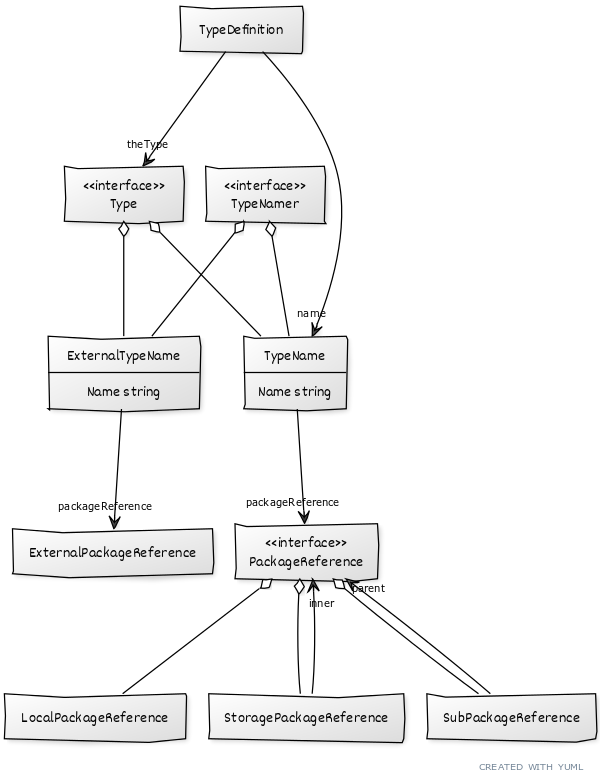 TypeDefinition
theType
<<interface>>
Type
<<interface>>
TypeNamer
name
ExternalTypeName
Name string
TypeName
Name string
packageReference
packageReference
ExternalPackageReference
<<interface>>
PackageReference
inner
parent
LocalPackageReference
StoragePackageReference
SubPackageReference
CREATED WITH YUML